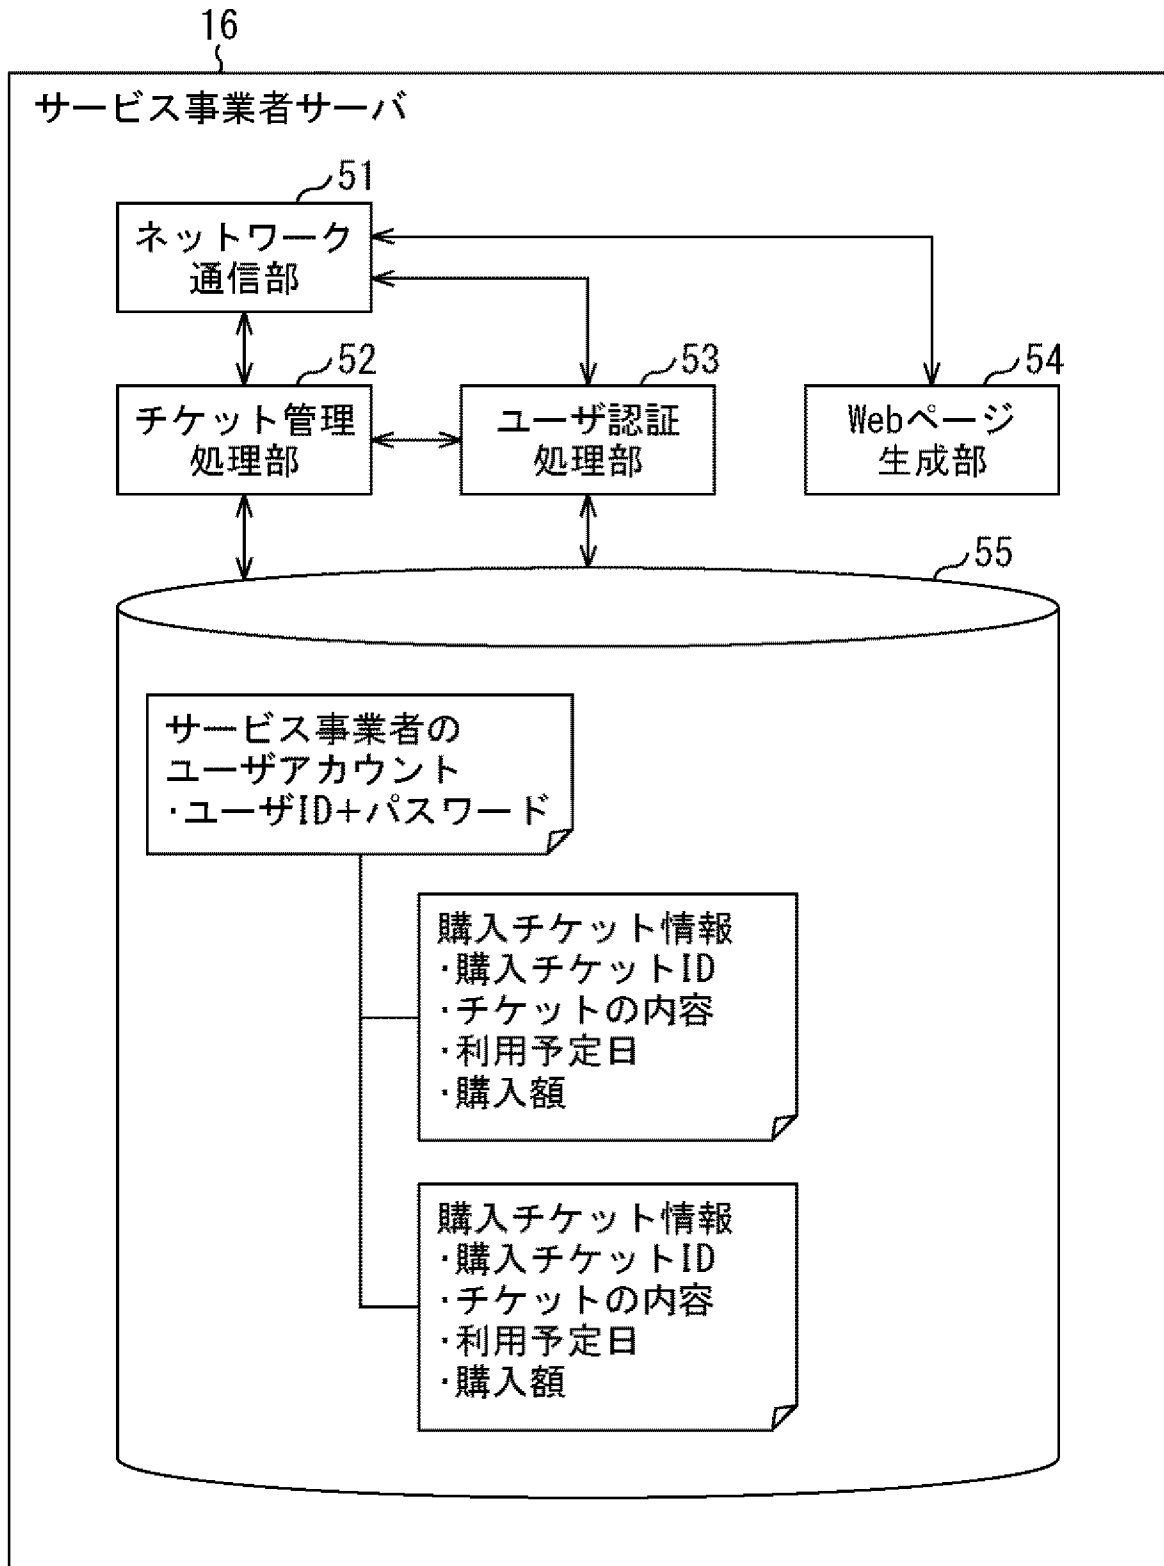 16
サービス事業者サーバ
51
ネットワーク
通信部
52
チケット管理
処理部
53
ユーザ認証
処理部
54
Webページ
生成部
55
サービス事業者の
ユーザアカウント
・ユーザID+パスワード
購入チケット情報
・購入チケットID
・チケットの内容
・利用予定日
・購入額
購入チケット情報
・購入チケットID
・チケットの内容
・利用予定日
・購入額